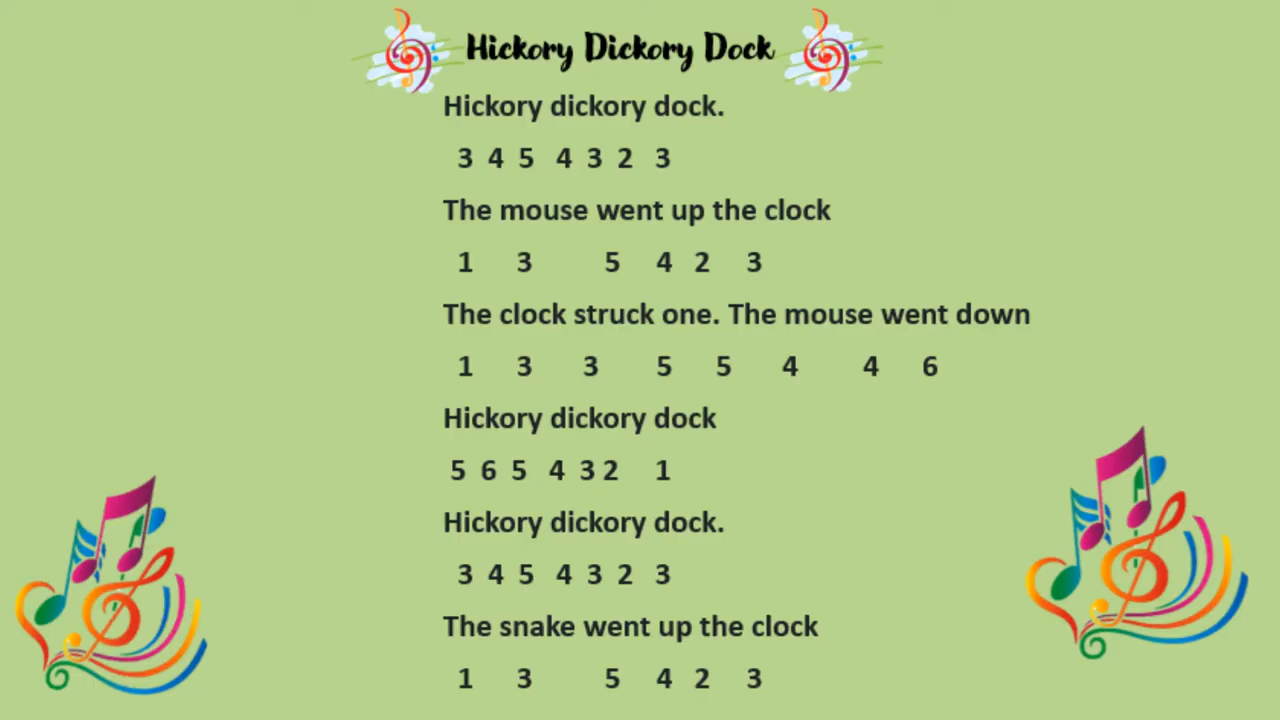 Hickory Dickory Dock
Hickory dickory dock.
3 4 5 4 3 2 3
The mouse went up the clock
1 3 5 4 2 3
The clock struck one. The mouse went down
1 3 3 5 5 4 4 6
Hickory dickory dock
5 6 5 4 3 2 1
Hickory dickory dock.
3 4 5 4 3 2 3
The snake went up the clock
1 3 5 4 2 3